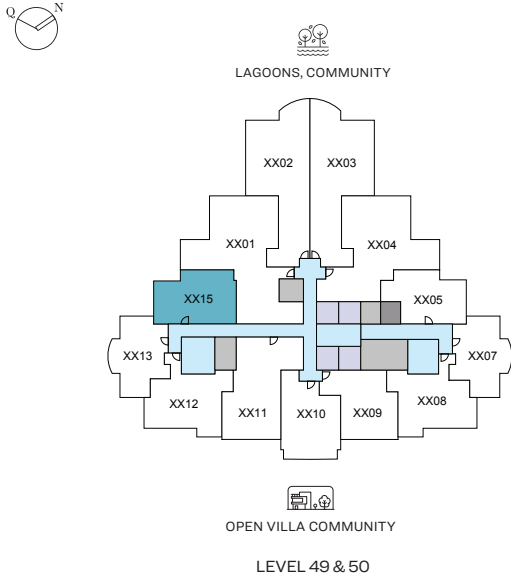 Q N
LAGOONS, COMMUNITY
XX02 XX03
XX01 XX04
XX15 XX05
XX13 XX07
XX12 XX11 XX10 XX09 XX08
OPEN VILLA COMMUNITY
LEVEL 49 & 50